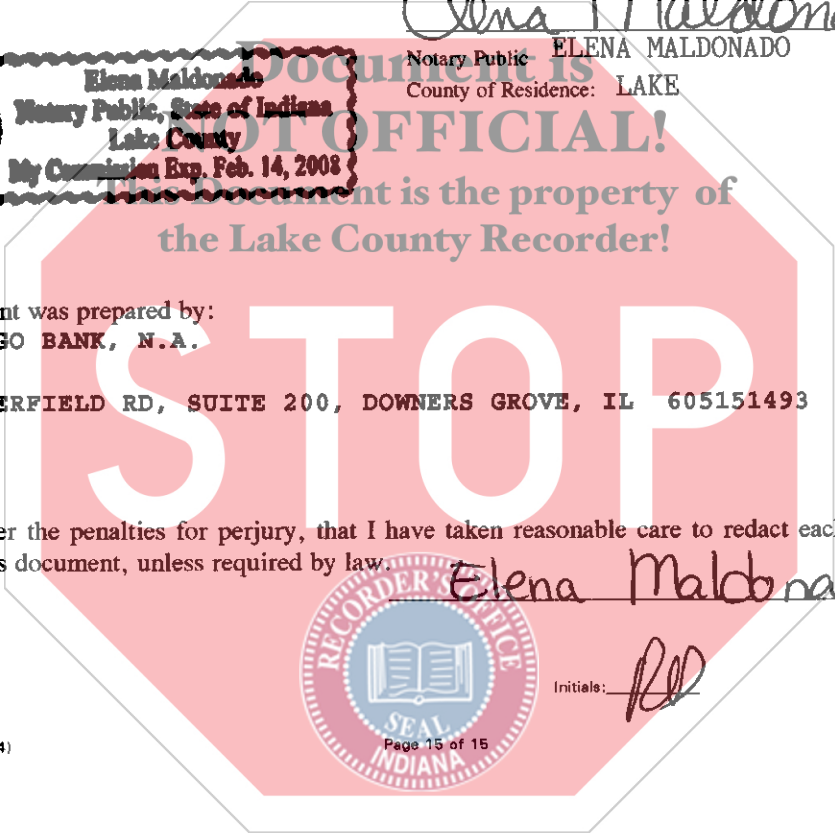 Elena Maldona
Notary Public ELENA MALDONADO
County of Residence: LAKE
Elena Maldonado
Notary Public, State of Indiana
Lake County
My Commission Exp. Feb. 14, 2008
Document is
NOT OFFICIAL!
This Document is the property of
the Lake County Recorder!
nt was prepared by:
GO BANK, N.A.
ERFIELD RD, SUITE 200, DOWNERS GROVE, IL 605151493
STOP
er the penalties for perjury, that I have taken reasonable care to redact eac
s document, unless required by law.
Elena Maldona
RECORDER'S OFFICE
SEAL
INDIANA
Initials:
4)
Page 15 of 15